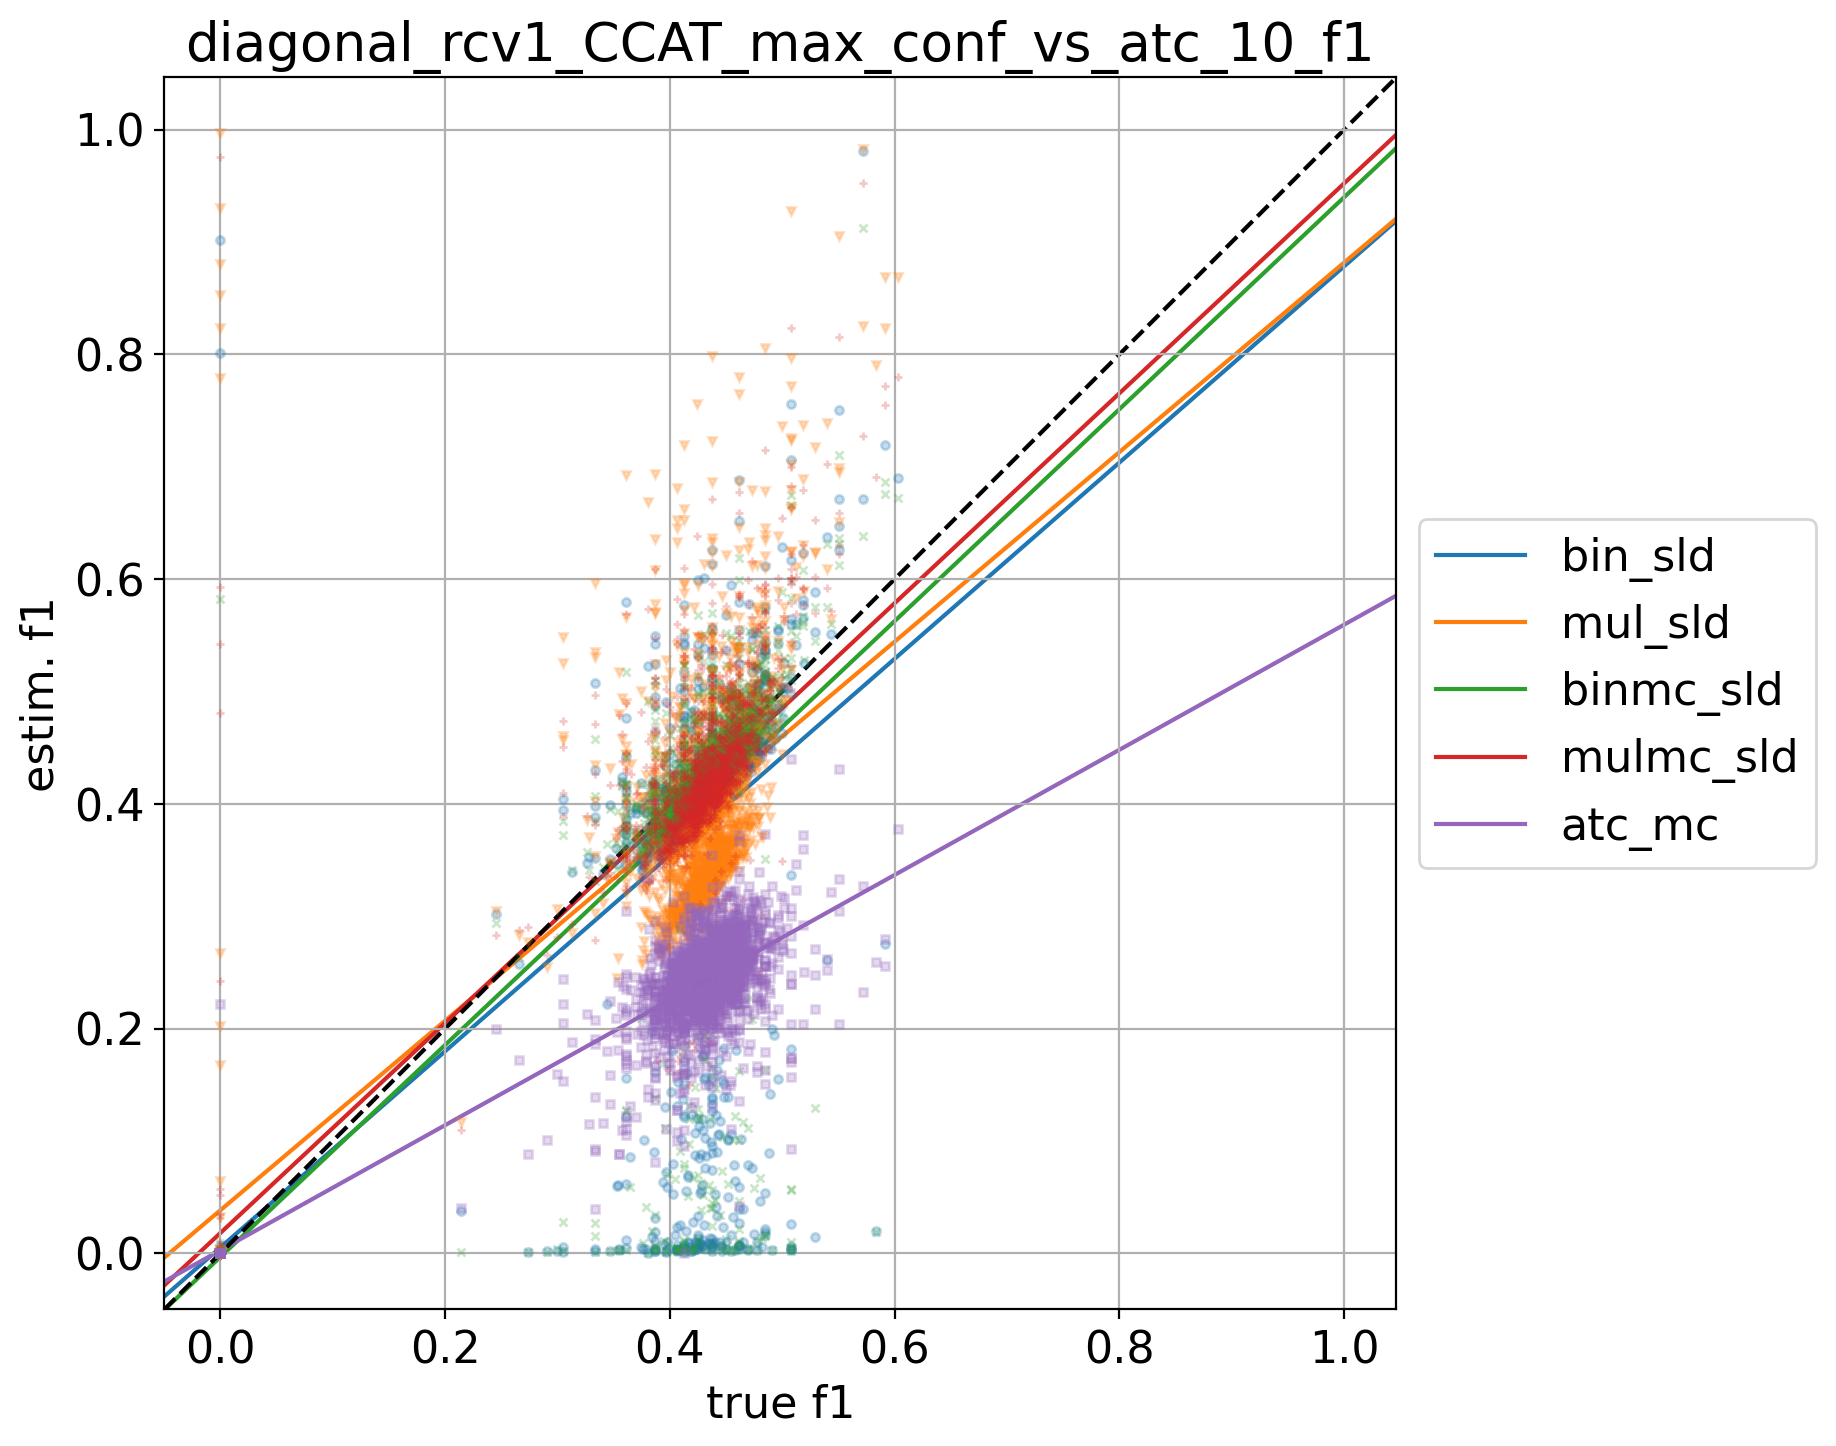 diagonal_rcv1_CCAT_max_conf_vs_atc_10_f1
1.0
0.8
0.6
0.4
0.2
0.0
estim. f1
0.0 0.2 0.4 0.6 0.8 1.0
true f1
bin_sld
mul_sld
binmc_sld
mulmc_sld
atc_mc